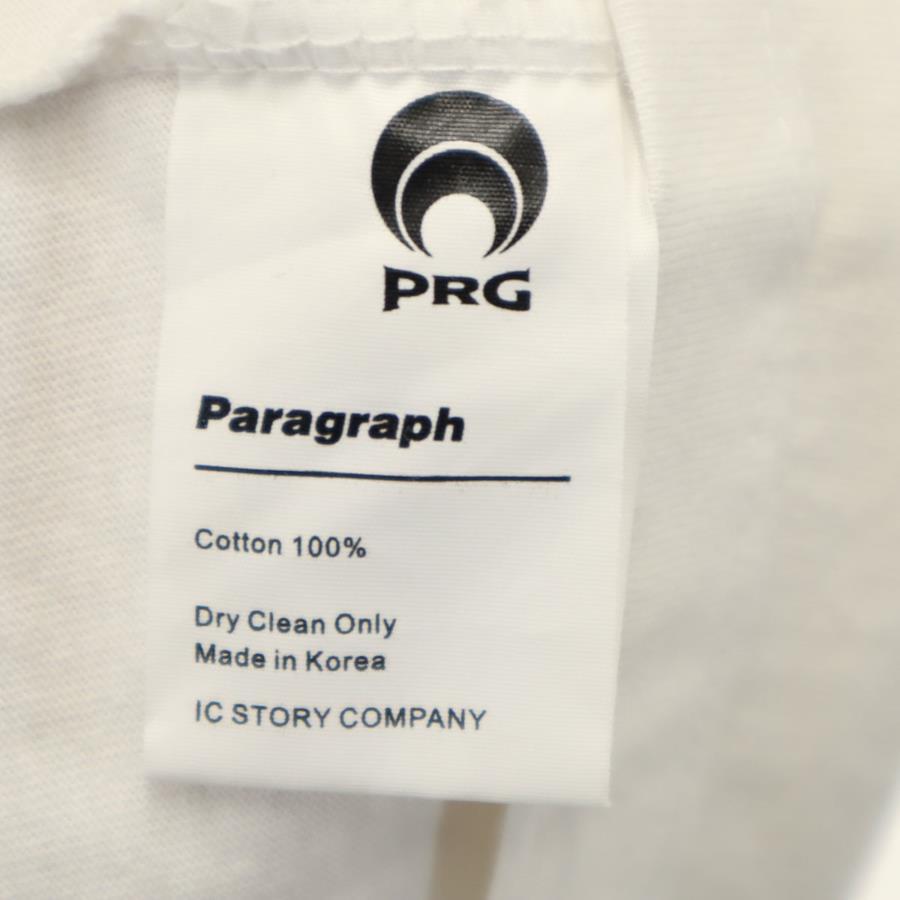 PRG
Paragraph
Cotton 100%
Dry Clean Only
Made in Korea
IC STORY COMPANY